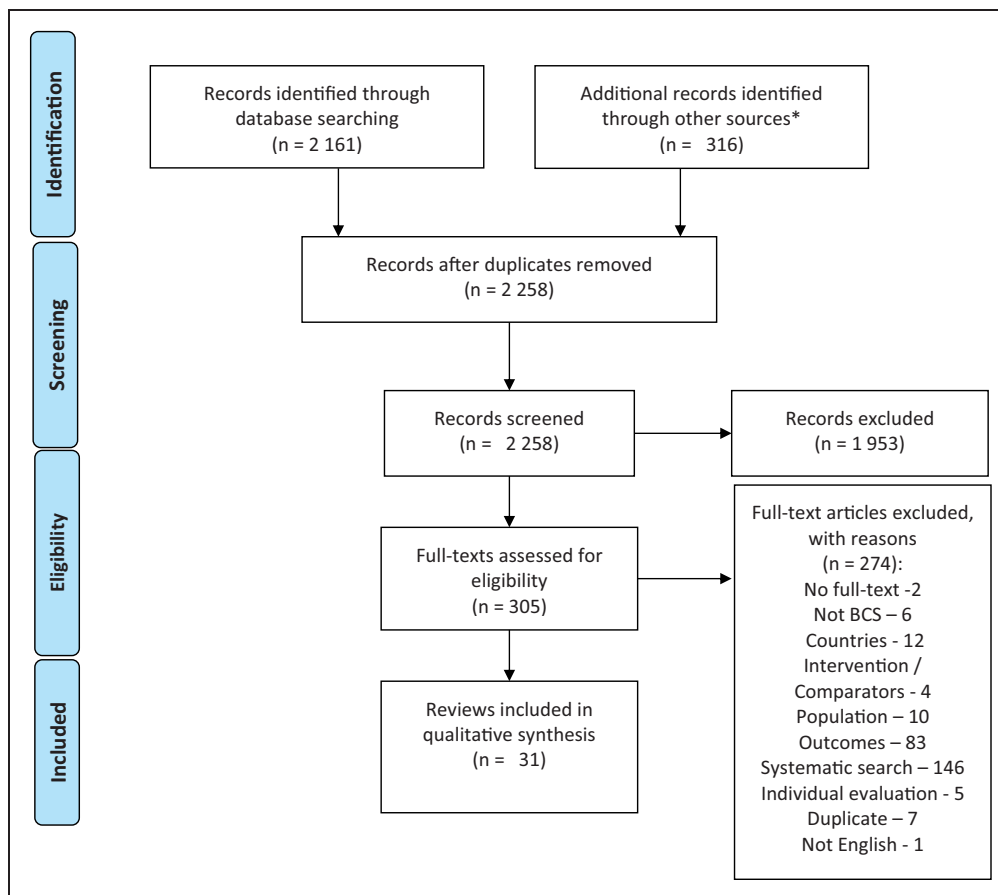 Identification
Records identified through
database searching
(n = 2 161)
Additional records identified
through other sources*
(n = 316)
Screening
Records after duplicates removed
(n = 2 258)
Records screened
(n = 2 258)
Records excluded
(n = 1 953)
Eligibility
Full-texts assessed for
eligibility
(n = 305)
Full-text articles excluded,
with reasons
(n = 274):
No full-text -2
Not BCS – 6
Countries - 12
Intervention /
Comparators - 4
Population – 10
Outcomes – 83
Systematic search – 146
Individual evaluation - 5
Duplicate – 7
Not English - 1
Included
Reviews included in
qualitative synthesis
(n = 31)